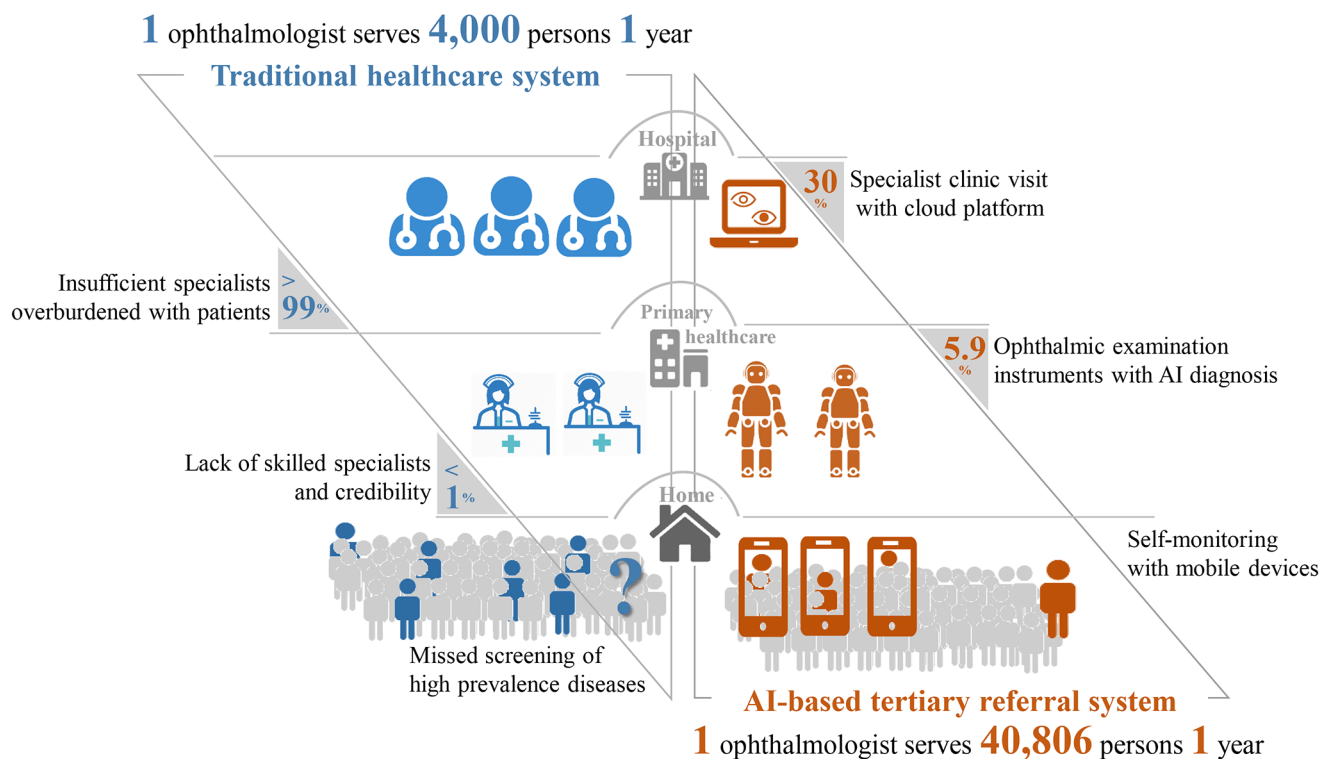 1 ophthalmologist serves 4,000 persons 1 year
Traditional healthcare system
Hospital
30
%
Specialist clinic visit
with cloud platform
Insufficient specialists
overburdened with patients
>
99%
Primary
healthcare
5.9
%
Ophthalmic examination
instruments with AI diagnosis
Lack of skilled specialists
and credibility
<
1%
Home
Self-monitoring
with mobile devices
?
Missed screening of
high prevalence diseases
AI-based tertiary referral system
1 ophthalmologist serves 40,806 persons 1 year